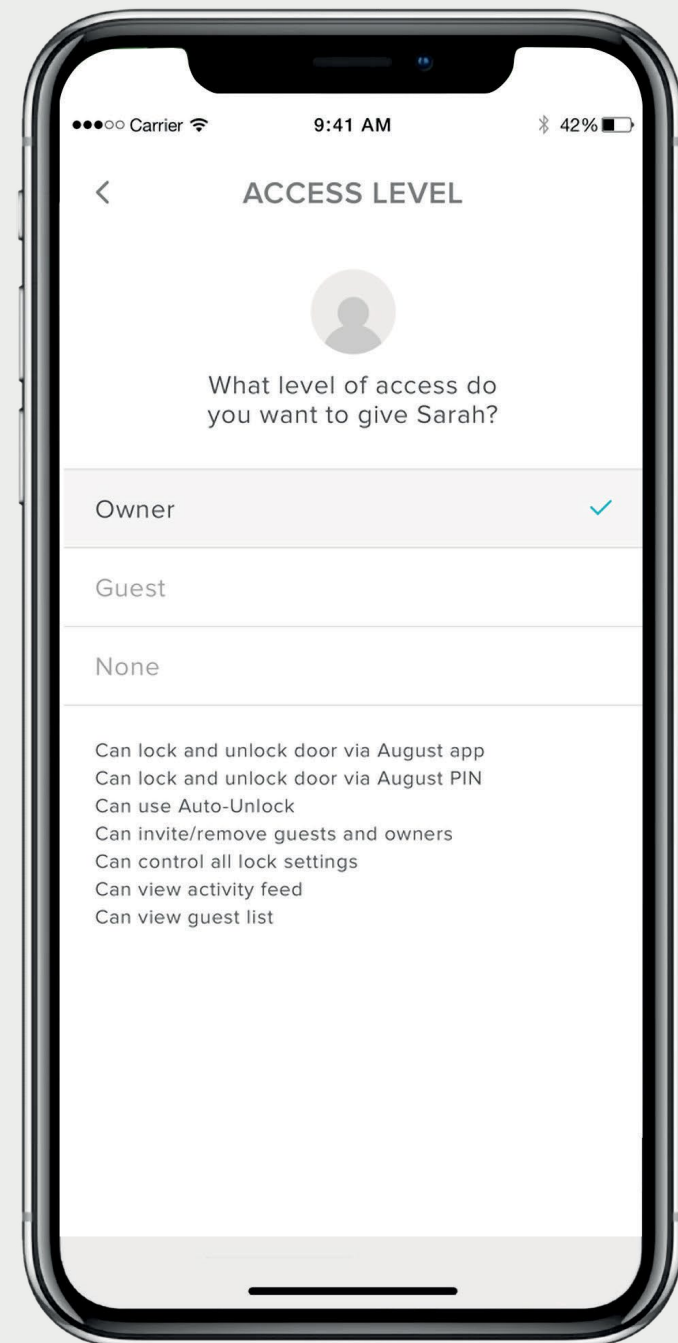 Carrier 9:41 AM 42%
ACCESS LEVEL
What level of access do
you want to give Sarah?
Owner
Guest
None
Can lock and unlock door via August app
Can lock and unlock door via August PIN
Can use Auto-Unlock
Can invite/remove guests and owners
Can control all lock settings
Can view activity feed
Can view guest list